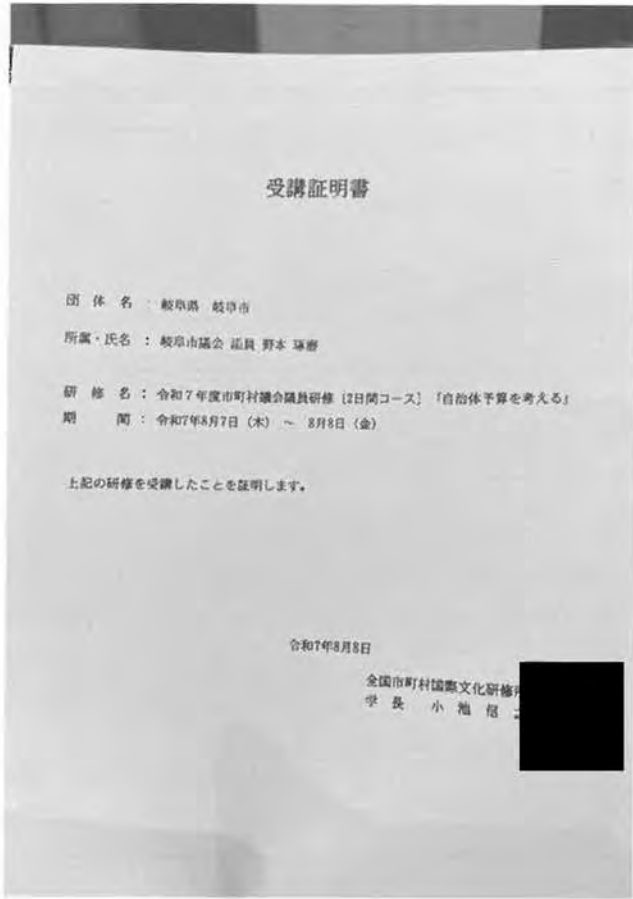 受講証明書
団体名 : 岐阜県 岐阜市
所属・氏名 : 岐阜市議会 議員 野本 琢磨
研修名 : 令和7年度市町村議会議員研修 [2日間コース] 「自治体予算を考える」
期間 : 令和7年8月7日 (木) ~ 8月8日 (金)
上記の研修を受講したことを証明します。
令和7年8月8日
全国市町村国際文化研修
学長 小池信